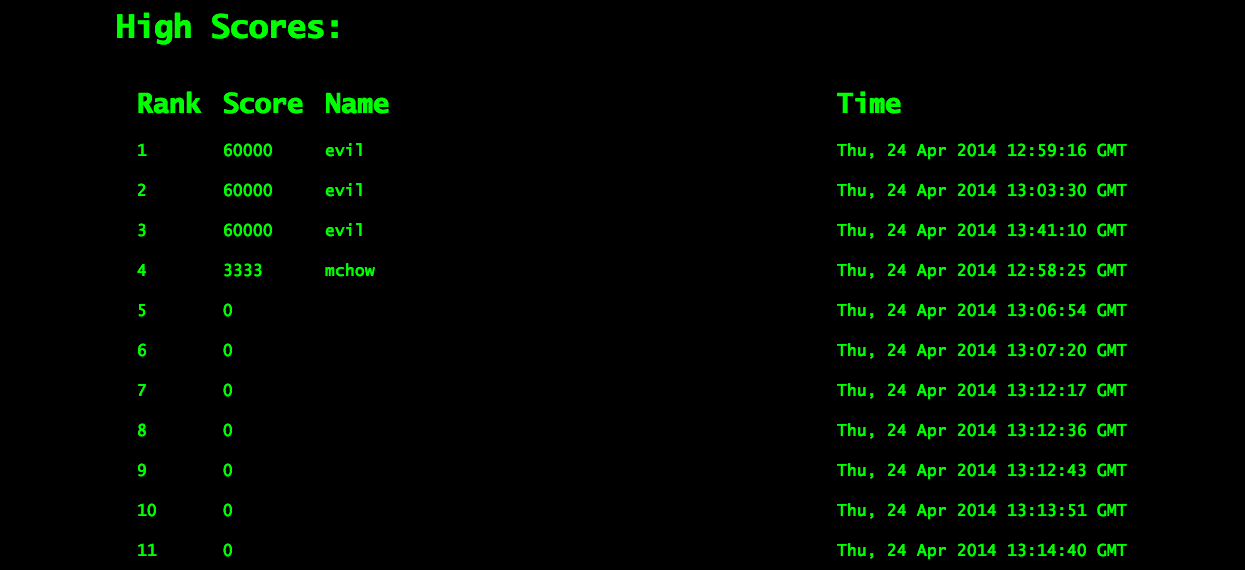 High Scores:
Rank Score Name Time
1 60000 evil Thu, 24 Apr 2014 12:59:16 GMT
2 60000 evil Thu, 24 Apr 2014 13:03:30 GMT
3 60000 evil Thu, 24 Apr 2014 13:41:10 GMT
4 3333 mchow Thu, 24 Apr 2014 12:58:25 GMT
5 0 Thu, 24 Apr 2014 13:06:54 GMT
6 0 Thu, 24 Apr 2014 13:07:20 GMT
7 0 Thu, 24 Apr 2014 13:12:17 GMT
8 0 Thu, 24 Apr 2014 13:12:36 GMT
9 0 Thu, 24 Apr 2014 13:12:43 GMT
10 0 Thu, 24 Apr 2014 13:13:51 GMT
11 0 Thu, 24 Apr 2014 13:14:40 GMT